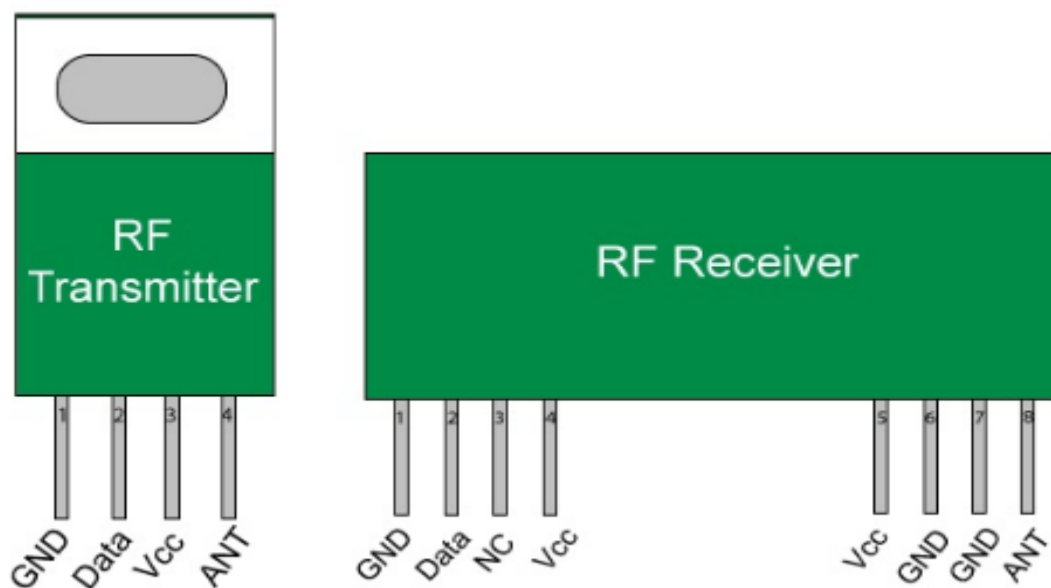 RF
Transmitter
RF Receiver
1 2 3 4
1 2 3 4 5 6 7 8
GND Data Vcc ANT
GND Data NC Vcc Vcc GND GND ANT